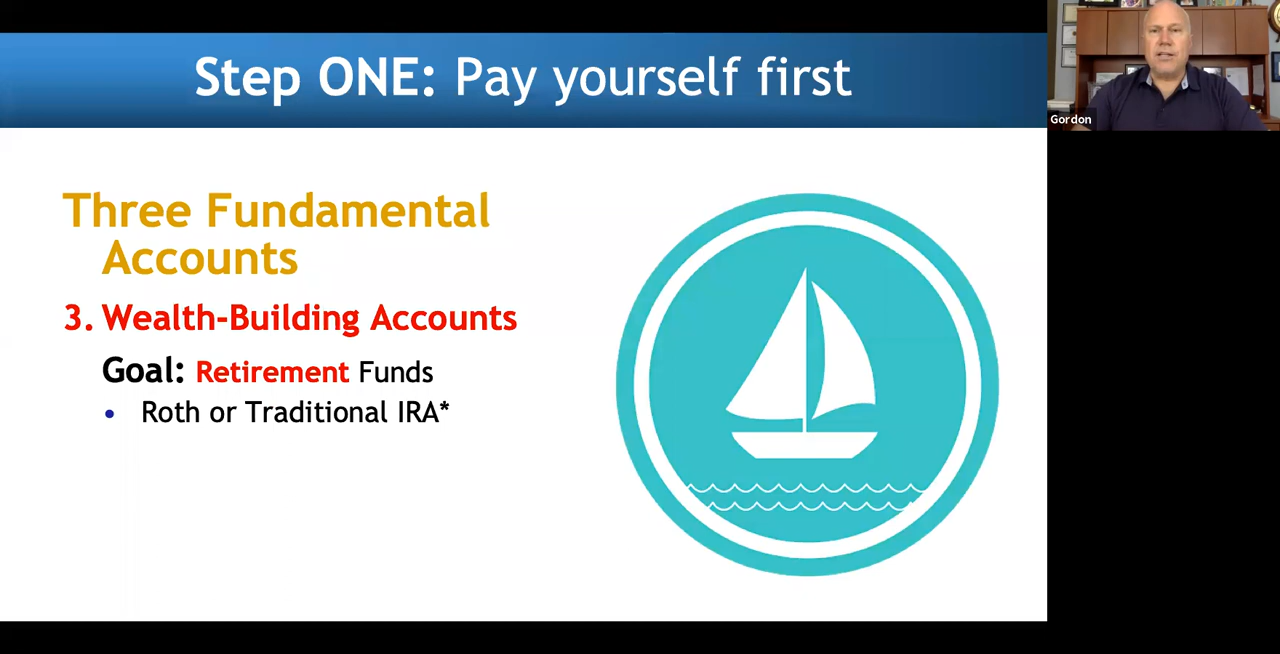 Step ONE: Pay yourself first
Gordon
Three Fundamental
Accounts
3. Wealth-Building Accounts
Goal: Retirement Funds
• Roth or Traditional IRA*